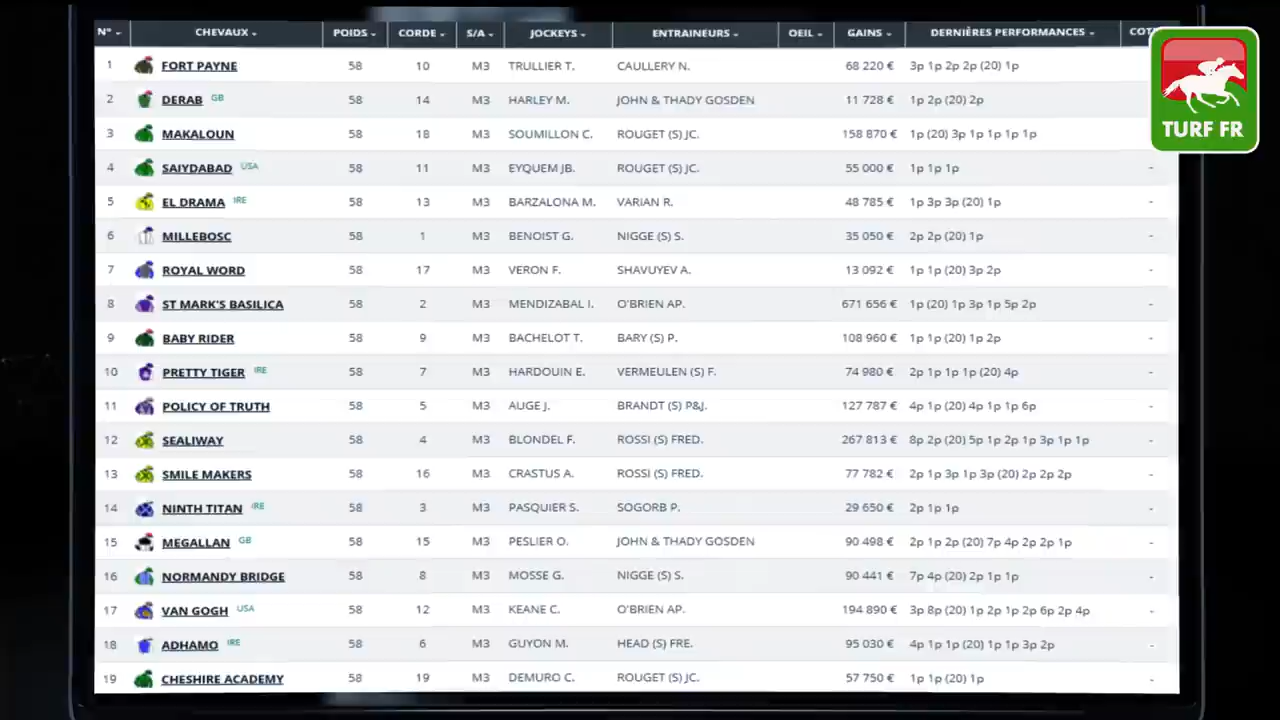 N° CHEVAUX POIDS CORDE S/A JOCKEYS ENTRAINEURS OEIL GAINS DERNIÈRES PERFORMANCES
1 FORT PAYNE 58 10 M3 TRULLIER T. CAULLERY N. 68 220 € 3p 1p 2p 2p (20) 1p
2 DERAB GB 58 14 M3 HARLEY M. JOHN & THADY GOSDEN 11 728 € 1p 2p (20) 2p
3 MAKALOUN 58 18 M3 SOUMILLON C. ROUGET (S) JC. 158 870 € 1p (20) 3p 1p 1p 1p 1p
4 SAIYDABAD USA 58 11 M3 EYQUEM JB. ROUGET (S) JC. 55 000 € 1p 1p 1p -
5 EL DRAMA IRE 58 13 M3 BARZALONA M. VARIAN R. 48 785 € 1p 3p 3p (20) 1p -
6 MILLEBOSC 58 1 M3 BENOIST G. NIGGE (S) S. 35 050 € 2p 2p (20) 1p -
7 ROYAL WORD 58 17 M3 VERON F. SHAVUYEV A. 13 092 € 1p 1p (20) 3p 2p -
8 ST MARK'S BASILICA 58 2 M3 MENDIZABAL I. O'BRIEN AP. 671 656 € 1p (20) 1p 3p 1p 5p 2p -
9 BABY RIDER 58 9 M3 BACHELOT T. BARY (S) P. 108 960 € 1p 1p (20) 1p 2p -
10 PRETTY TIGER IRE 58 7 M3 HARDOUIN E. VERMEULEN (S) F. 74 980 € 2p 1p 1p 1p (20) 4p -
11 POLICY OF TRUTH 58 5 M3 AUGE J. BRANDT (S) P&J. 127 787 € 4p 1p (20) 4p 1p 1p 6p -
12 SEALIWAY 58 4 M3 BLONDEL F. ROSSI (S) FRED. 267 813 € 8p 2p (20) 5p 1p 2p 1p 3p 1p 1p -
13 SMILE MAKERS 58 16 M3 CRASTUS A. ROSSI (S) FRED. 77 782 € 2p 1p 3p 1p 3p (20) 2p 2p 2p -
14 NINTH TITAN IRE 58 3 M3 PASQUIER S. SOGORB P. 29 650 € 2p 1p 1p -
15 MEGALLAN GB 58 15 M3 PESLIER O. JOHN & THADY GOSDEN 90 498 € 2p 1p 2p (20) 7p 4p 2p 2p 1p -
16 NORMANDY BRIDGE 58 8 M3 MOSSE G. NIGGE (S) S. 90 441 € 7p 4p (20) 2p 1p 1p -
17 VAN GOGH USA 58 12 M3 KEANE C. O'BRIEN AP. 194 890 € 3p 8p (20) 1p 2p 1p 2p 6p 2p 4p -
18 ADHAMO IRE 58 6 M3 GUYON M. HEAD (S) FRE. 95 030 € 4p 1p 1p (20) 1p 1p 3p 2p -
19 CHESHIRE ACADEMY 58 19 M3 DEMURO C. ROUGET (S) JC. 57 750 € 1p 1p (20) 1p -
TURF FR